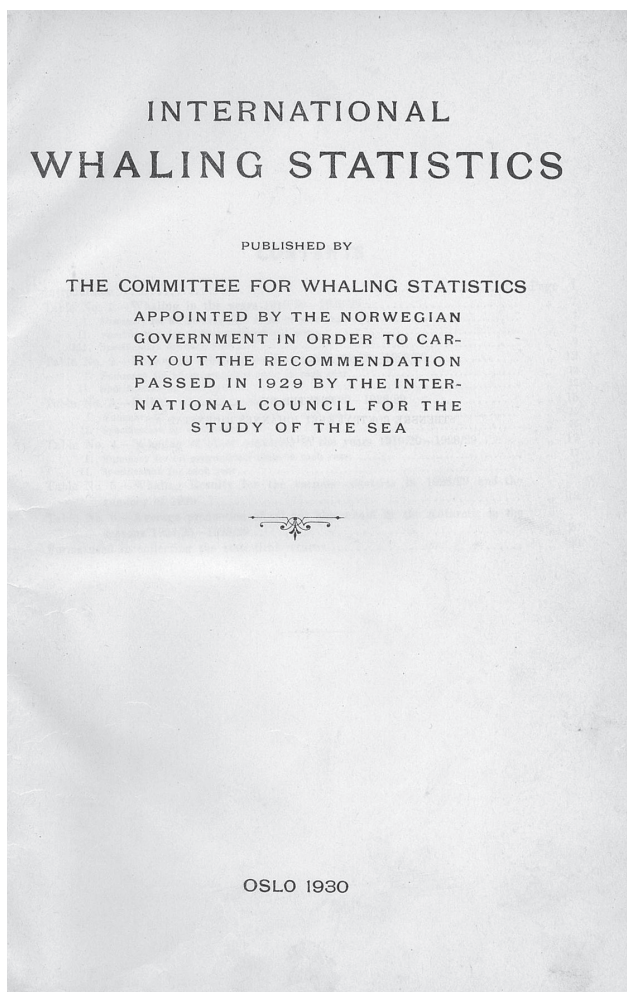 INTERNATIONAL
WHALING STATISTICS
PUBLISHED BY
THE COMMITTEE FOR WHALING STATISTICS
APPOINTED BY THE NORWEGIAN
GOVERNMENT IN ORDER TO CAR-
RY OUT THE RECOMMENDATION
PASSED IN 1929 BY THE INTER-
NATIONAL COUNCIL FOR THE
STUDY OF THE SEA
OSLO 1930